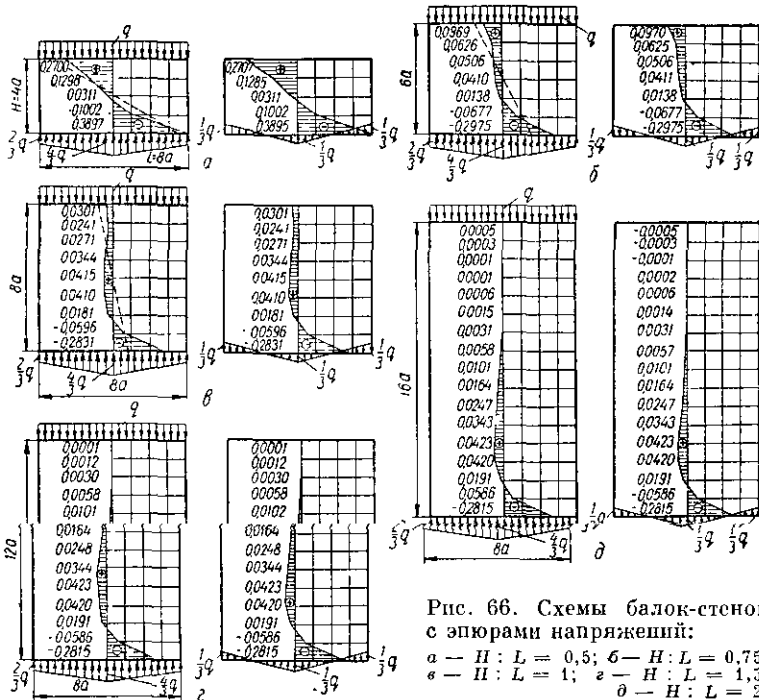 q
0,2700
0,1298
0,0311
-0,1002
-0,3897
H=4a
2/3 q
4/3 q
L=8a
0,2707
0,1285
0,0311
0,1002
0,3895
1/3 q
1/3 q
1/3 q
а
q
0,0969
0,0626
0,0506
0,0410
0,0138
-0,0677
-0,2975
6a
2/3 q
4/3 q
0,0970
0,0625
0,0506
0,0411
0,0138
-0,0677
-0,2975
1/3 q
1/3 q
б
q
0,0301
0,0241
0,0271
0,0344
0,0415
0,0410
0,0181
-0,0596
-0,2831
8a
2/3 q
4/3 q
8a
0,0301
0,0241
0,0271
0,0344
0,0415
0,0410
0,0181
-0,0596
-0,2831
1/3 q
1/3 q
1/3 q
в
q
0,0001
0,0012
0,0030
0,0058
0,0101
0,0164
0,0248
0,0344
0,0423
0,0420
0,0191
-0,0586
-0,2815
12a
2/3 q
8a
4/3 q
0,0001
0,0012
0,0030
0,0058
0,0102
0,0164
0,0248
0,0344
0,0423
0,0420
0,0191
-0,0586
-0,2815
1/3 q
1/3 q
1/3 q
г
q
0,0005
0,0003
0,0001
0,0001
0,0006
0,0015
0,0031
0,0058
0,0101
0,0164
0,0247
0,0343
0,0423
0,0420
0,0191
0,0586
-0,2815
16a
2/3 q
8a
4/3 q
-0,0005
-0,0003
-0,0001
0,0002
0,0006
0,0014
0,0031
0,0057
0,0101
0,0164
0,0247
0,0343
0,0423
0,0420
0,0191
-0,0586
-0,2815
1/3 q
1/3 q
д
Рис. 66. Схемы балок-стенок
с эпюрами напряжений:
а — H : L = 0,5; б — H : L = 0,75
в — H : L = 1; г — H : L = 1,5
д — H : L = 2